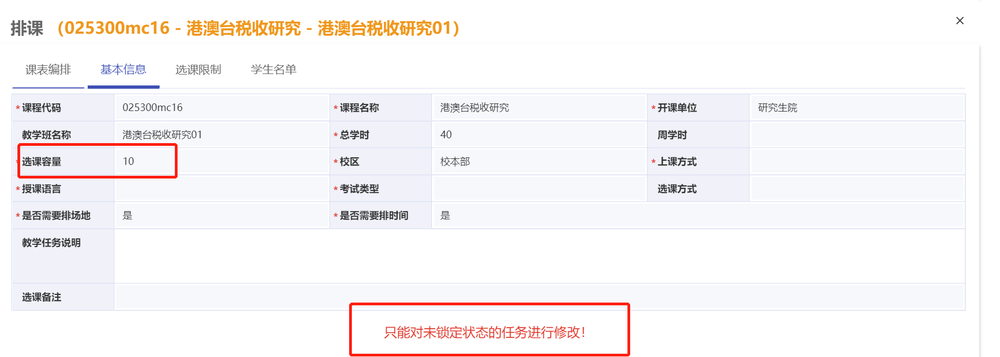 排课 (025300mc16 - 港澳台税收研究 - 港澳台税收研究01)
课表编排 基本信息 选课限制 学生名单
*课程代码 025300mc16 *课程名称 港澳台税收研究 *开课单位 研究生院
教学班名称 港澳台税收研究01 *总学时 40 周学时
*选课容量 10 *校区 校本部 *上课方式
*授课语言 *考试类型 选课方式
*是否需要排场地 是 *是否需要排时间 是
教学任务说明
选课备注
只能对未锁定状态的任务进行修改!